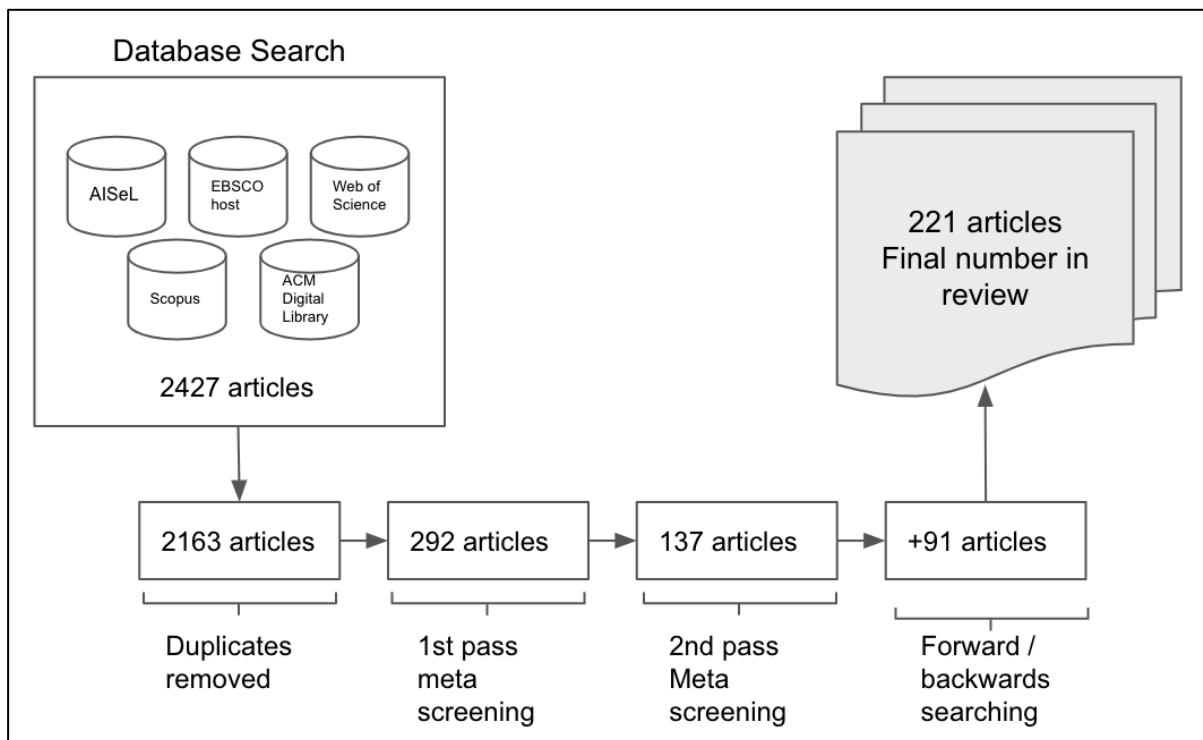 Database Search
AISeL
EBSCO
host
Web of
Science
Scopus
ACM
Digital
Library
2427 articles
221 articles
Final number in
review
2163 articles
292 articles
137 articles
+91 articles
Duplicates
removed
1st pass
meta
screening
2nd pass
Meta
screening
Forward /
backwards
searching